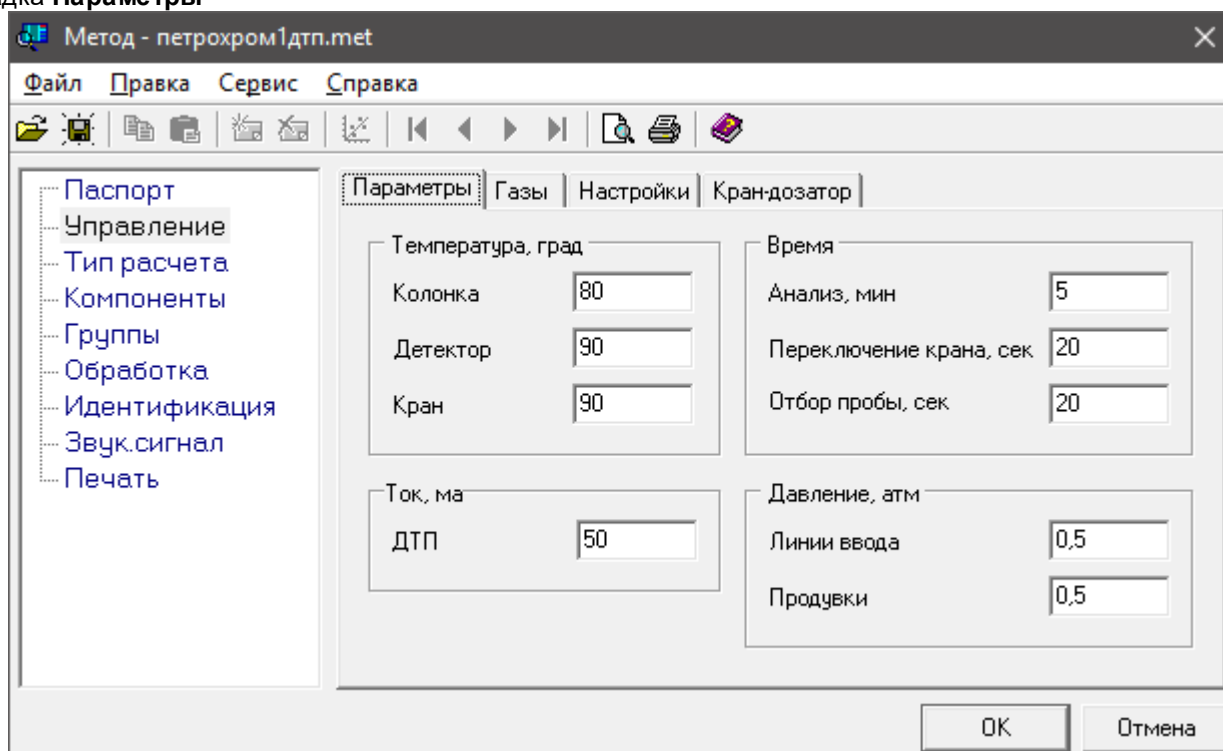 дка Параметры
Метод - петрохром1дтп.met
Файл Правка Сервис Справка
Паспорт
Управление
Тип расчета
Компоненты
Группы
Обработка
Идентификация
Звук.сигнал
Печать
Параметры Газы Настройки Кран-дозатор
Температура, град
Колонка 80
Детектор 90
Кран 90
Время
Анализ, мин 5
Переключение крана, сек 20
Отбор пробы, сек 20
Ток, ма
ДТП 50
Давление, атм
Линии ввода 0,5
Продувки 0,5
OK Отмена